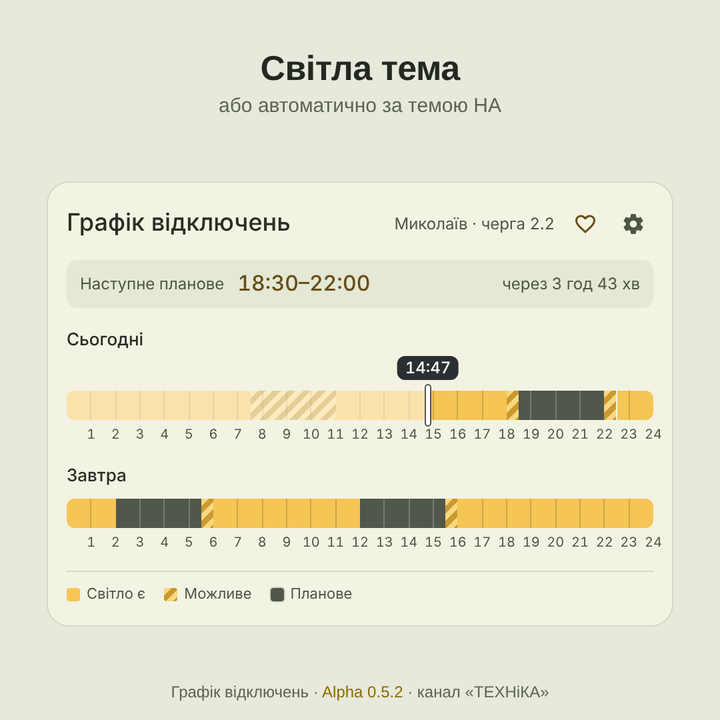 Світла тема
або автоматично за темою HA
Графік відключень
Миколаїв · черга 2.2
Наступне планове 18:30–22:00 через 3 год 43 хв
Сьогодні
14:47
1 2 3 4 5 6 7 8 9 10 11 12 13 14 15 16 17 18 19 20 21 22 23 24
Завтра
1 2 3 4 5 6 7 8 9 10 11 12 13 14 15 16 17 18 19 20 21 22 23 24
Світло є Можливе Планове
Графік відключень · Alpha 0.5.2 · канал «ТЕХНіКА»